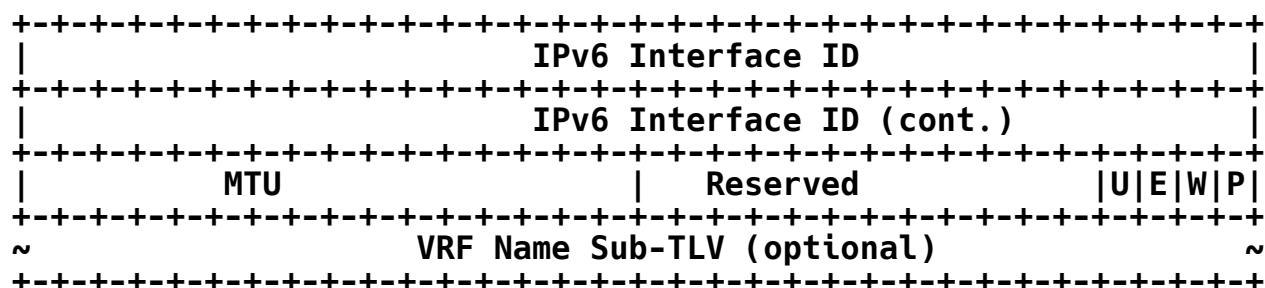 +-+-+-+-+-+-+-+-+-+-+-+-+-+-+-+-+-+-+-+-+-+-+-+-+-+-+-+-+-+-+-+-+
|                          IPv6 Interface ID                    |
+-+-+-+-+-+-+-+-+-+-+-+-+-+-+-+-+-+-+-+-+-+-+-+-+-+-+-+-+-+-+-+-+
|                          IPv6 Interface ID (cont.)            |
+-+-+-+-+-+-+-+-+-+-+-+-+-+-+-+-+-+-+-+-+-+-+-+-+-+-+-+-+-+-+-+-+
|          MTU                  |   Reserved            |U|E|W|P|
+-+-+-+-+-+-+-+-+-+-+-+-+-+-+-+-+-+-+-+-+-+-+-+-+-+-+-+-+-+-+-+-+
~                    VRF Name Sub-TLV (optional)                ~
+-+-+-+-+-+-+-+-+-+-+-+-+-+-+-+-+-+-+-+-+-+-+-+-+-+-+-+-+-+-+-+-+